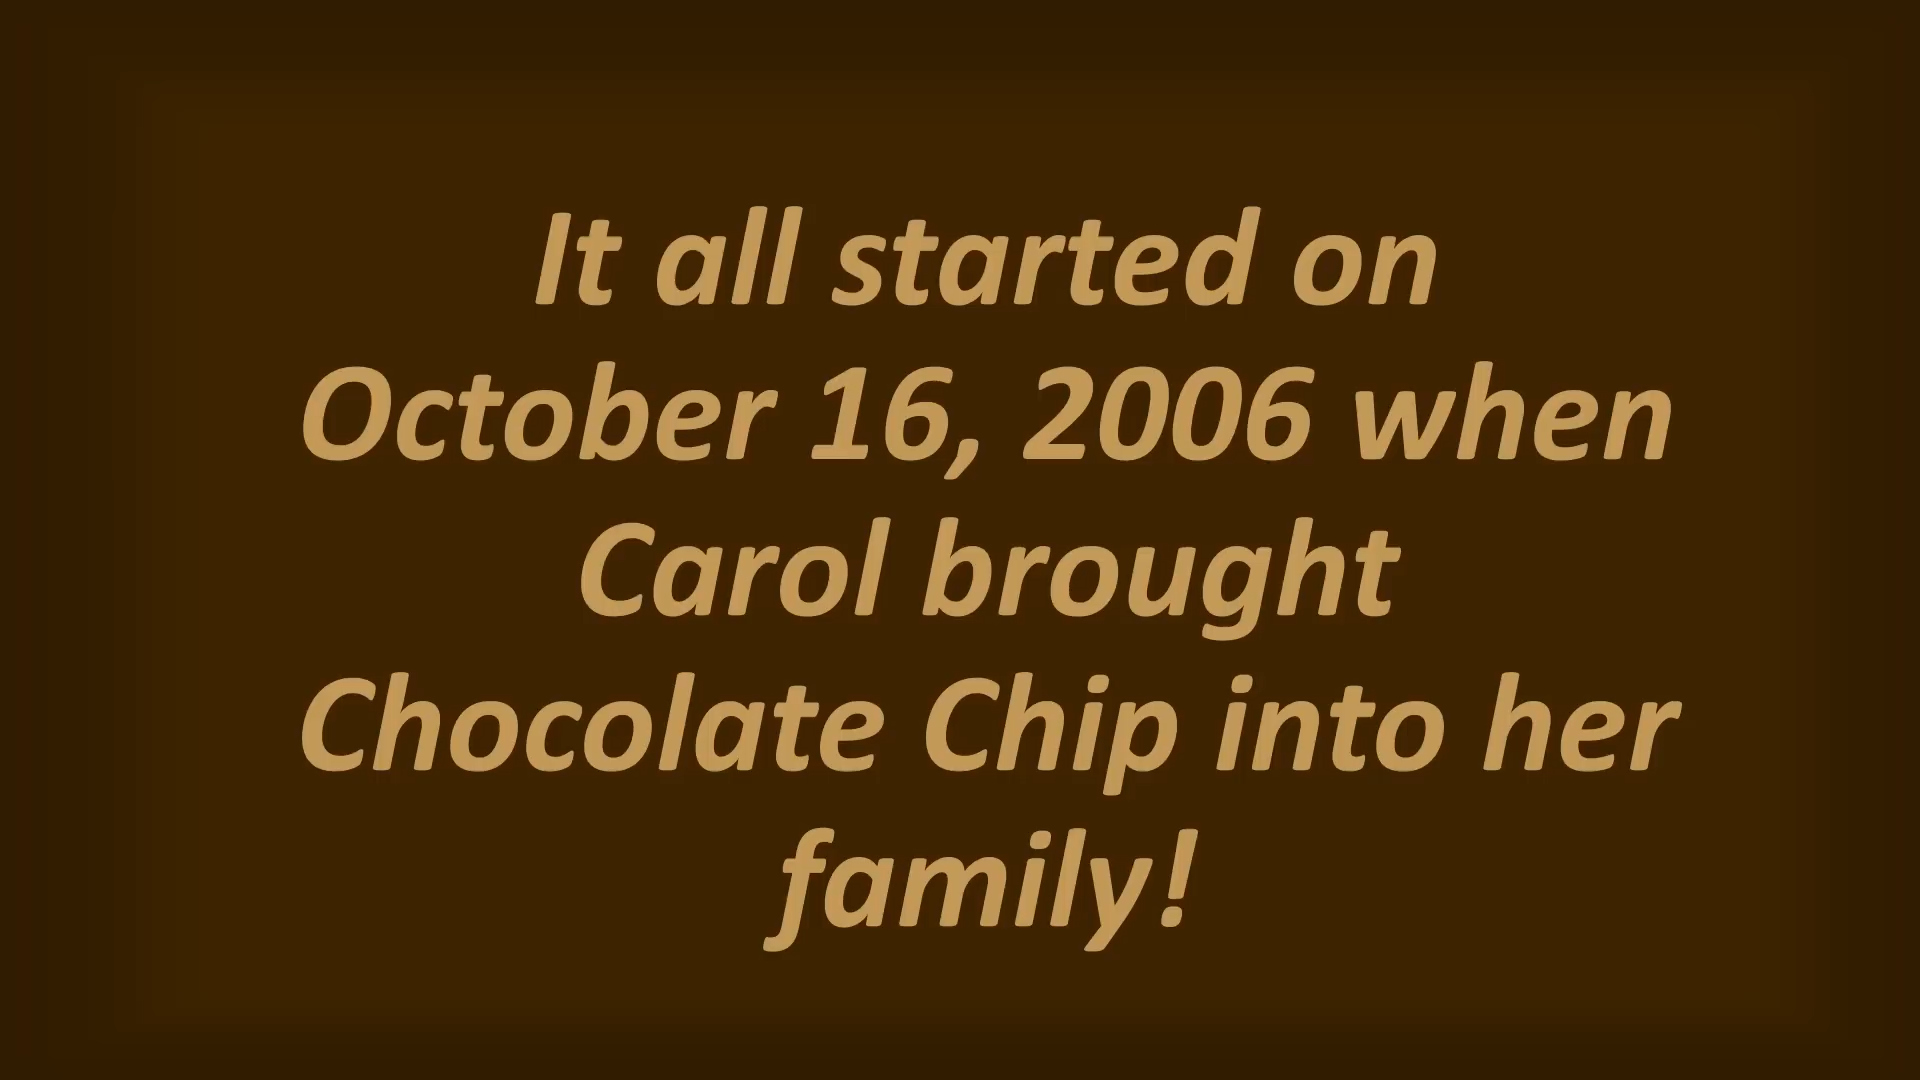 It all started on
October 16, 2006 when
Carol brought
Chocolate Chip into her
family!